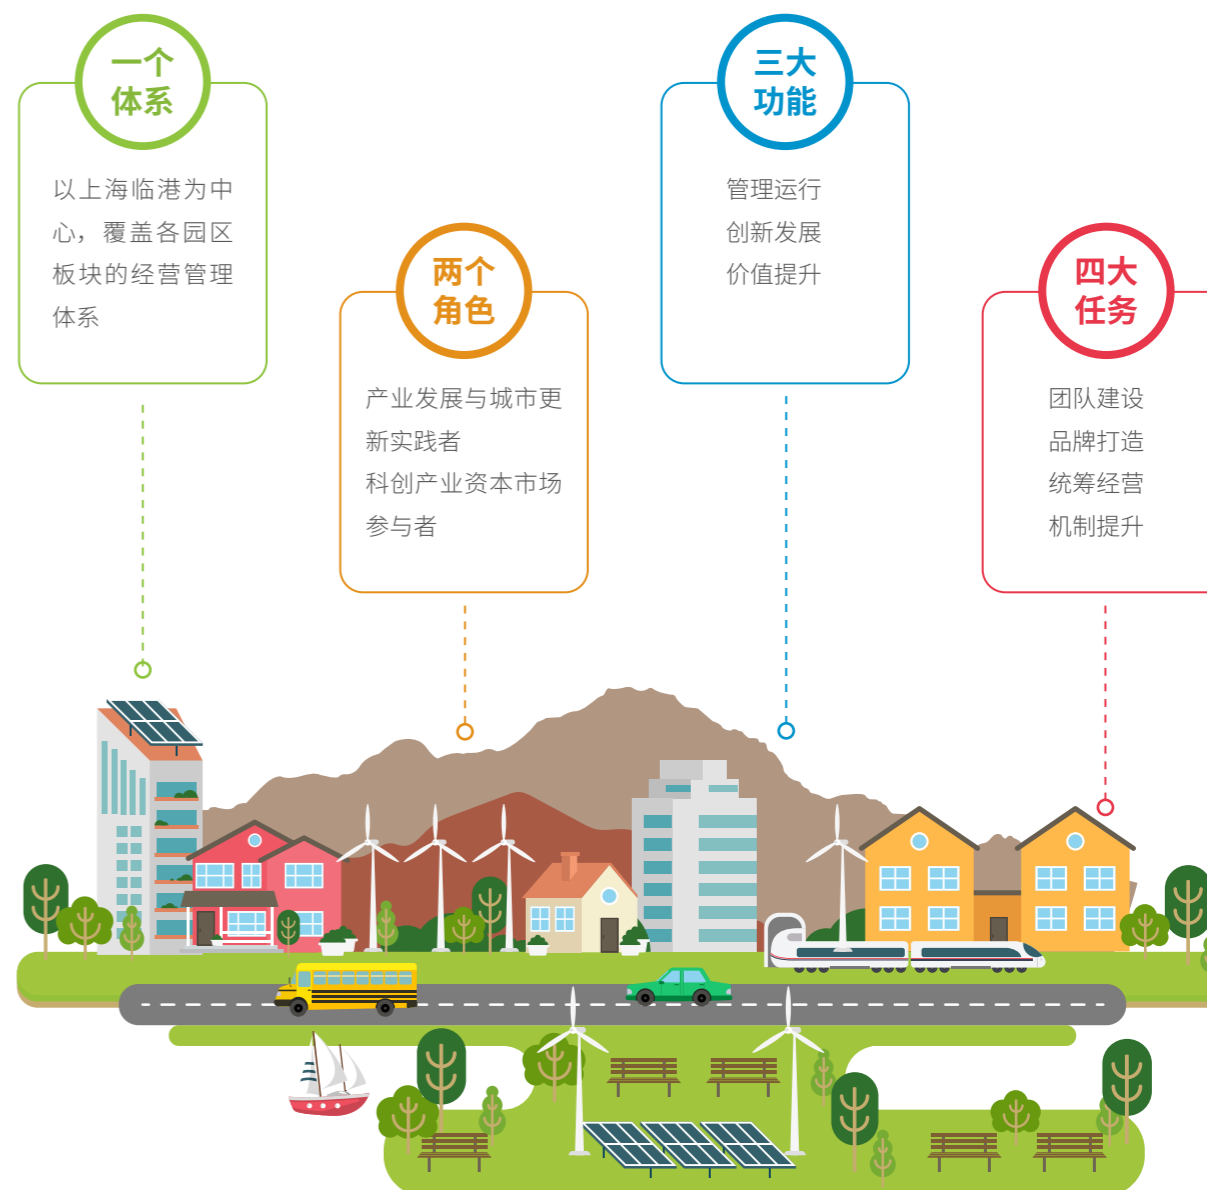 一个
体系
以上海临港为中
心，覆盖各园区
板块的经营管理
体系
两个
角色
产业发展与城市更
新实践者
科创产业资本市场
参与者
三大
功能
管理运行
创新发展
价值提升
四大
任务
团队建设
品牌打造
统筹经营
机制提升